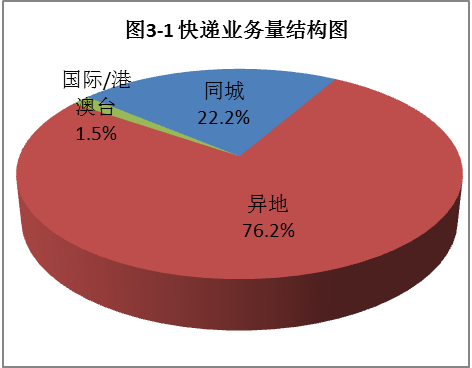 图3-1 快递业务量结构图
国际/港
澳台
1.5%
同城
22.2%
异地
76.2%